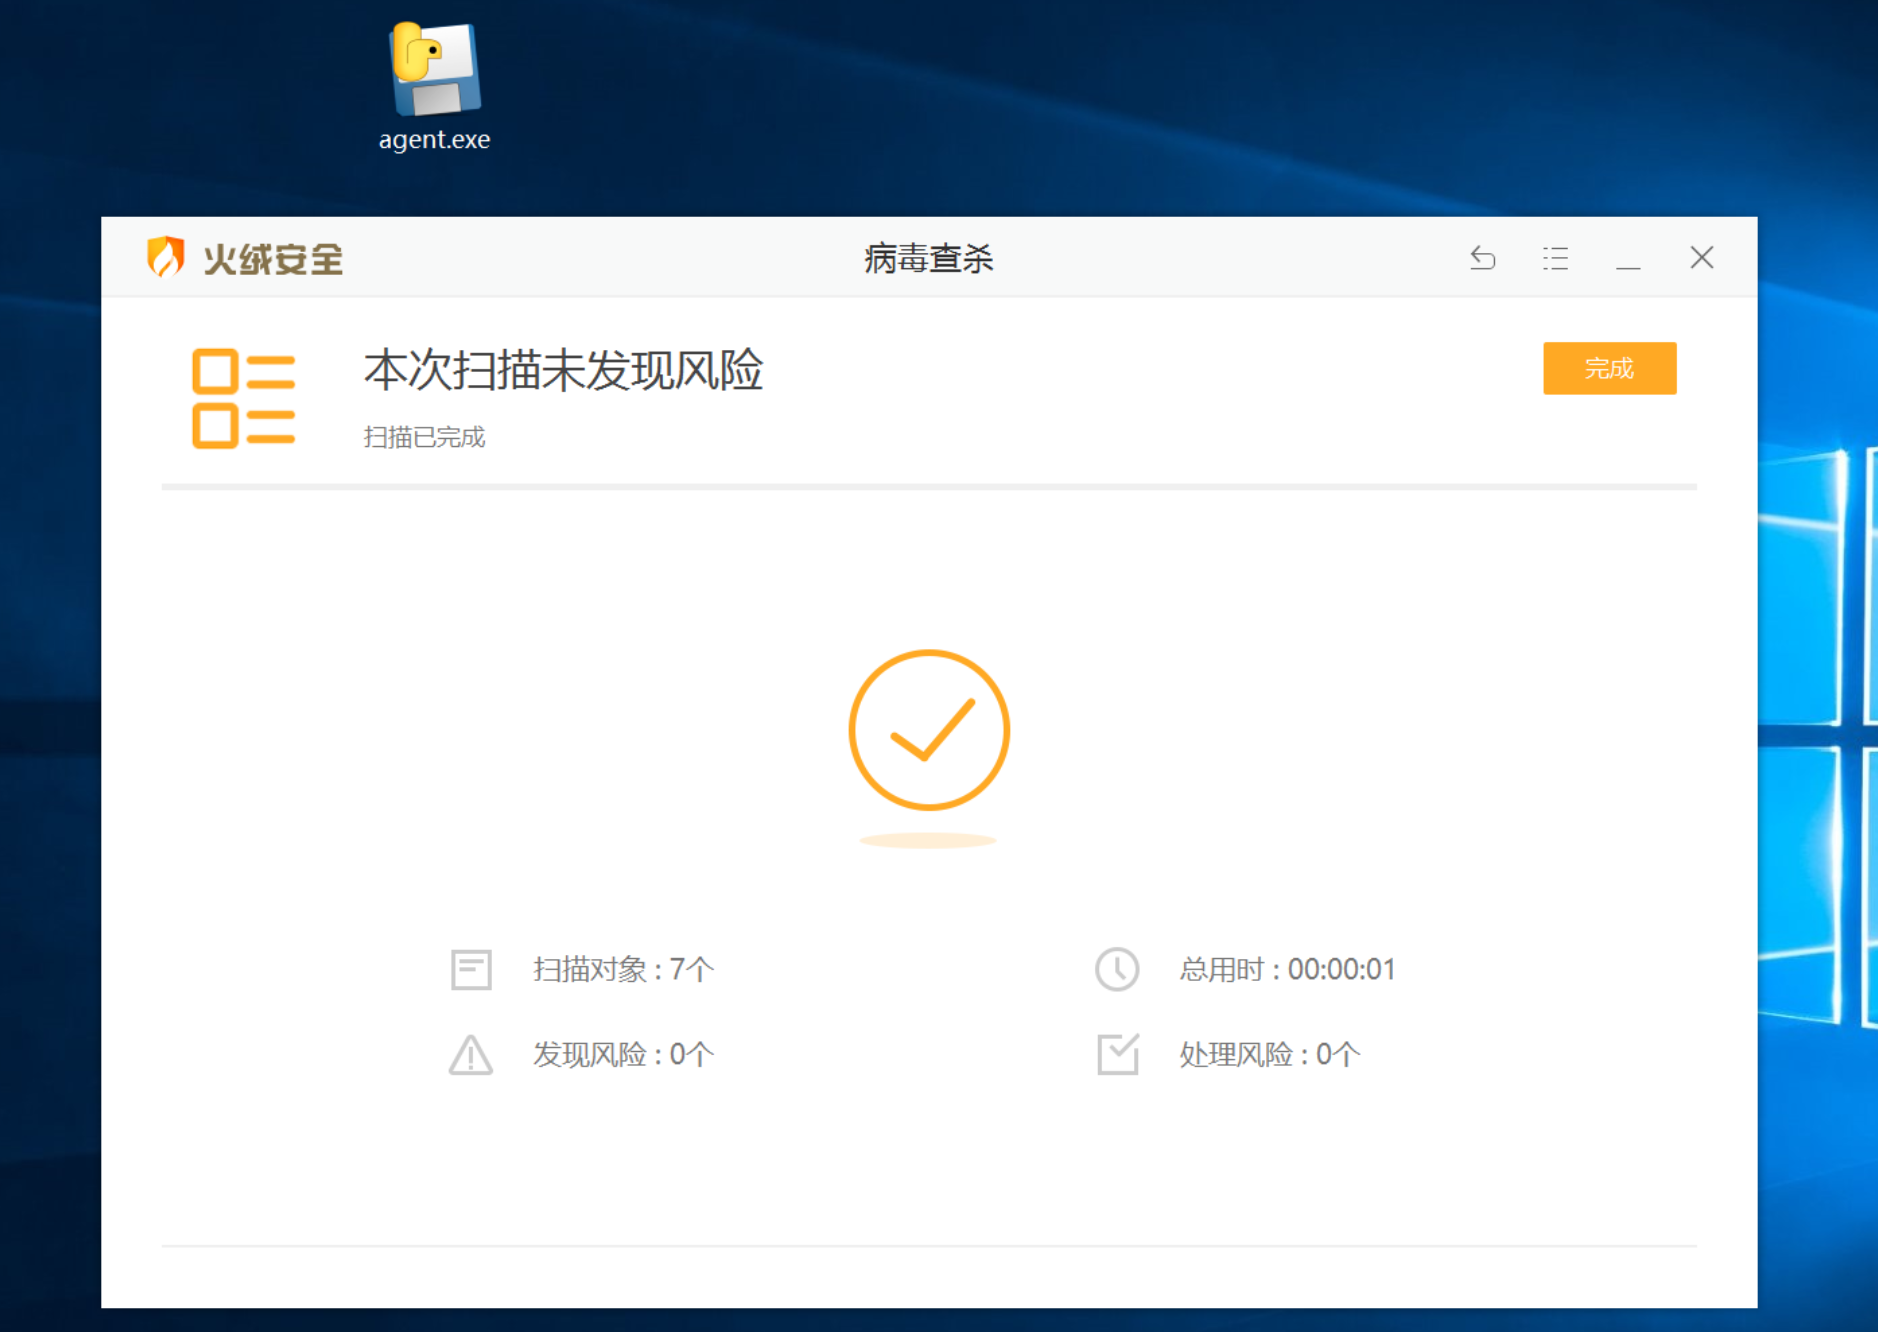 agent.exe
火绒安全
病毒查杀
本次扫描未发现风险
完成
扫描已完成
扫描对象 : 7个
总用时 : 00:00:01
发现风险 : 0个
处理风险 : 0个